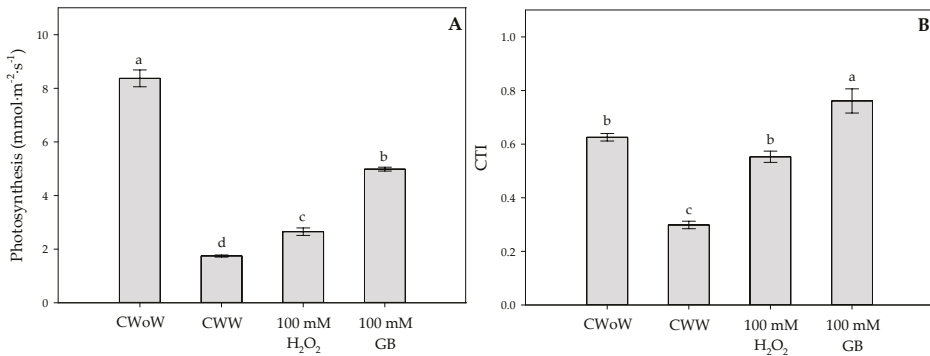 A
Photosynthesis (mmol·m⁻²·s⁻¹)
10
8
6
4
2
0
a
d
c
b
CWoW
CWW
100 mM
H₂O₂
100 mM
GB
B
CTI
1.0
0.8
0.6
0.4
0.2
0.0
b
c
b
a
CWoW
CWW
100 mM
H₂O₂
100 mM
GB